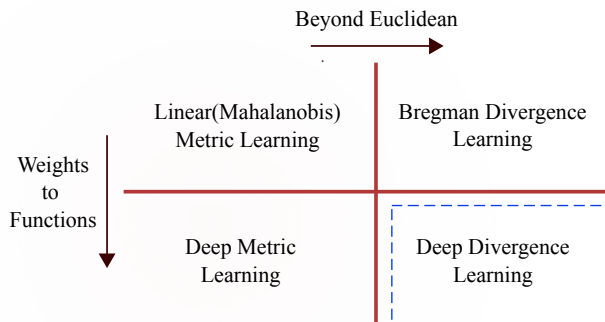 Beyond Euclidean
Linear(Mahalanobis)
Metric Learning
Bregman Divergence
Learning
Weights
to
Functions
Deep Metric
Learning
Deep Divergence
Learning